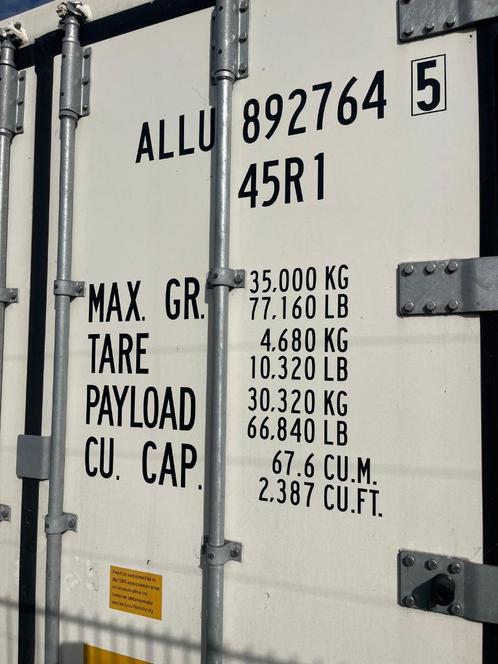 ALLU 892764 5
45R1
MAX. GR. 35,000 KG
77,160 LB
TARE 4,680 KG
10,320 LB
PAYLOAD 30,320 KG
66,840 LB
CU. CAP. 67.6 CU.M.
2,387 CU.FT.